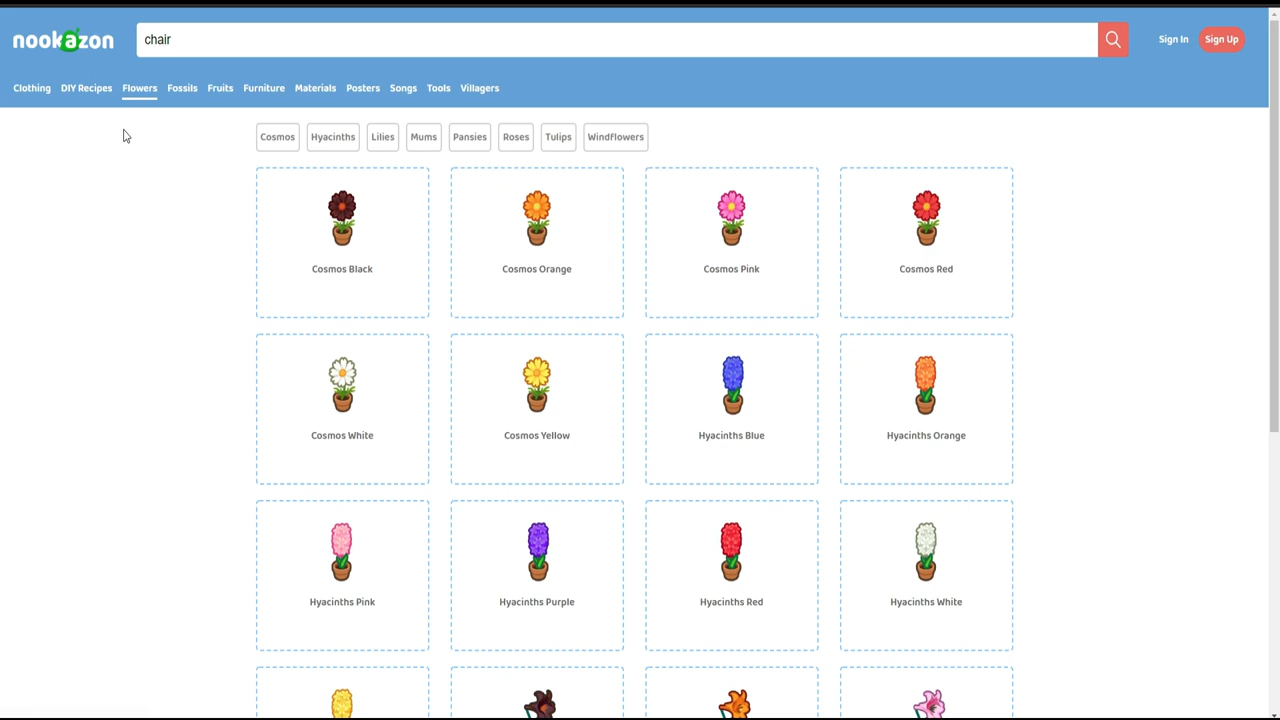 nookazon
chair
Sign In
Sign Up
Clothing DIY Recipes Flowers Fossils Fruits Furniture Materials Posters Songs Tools Villagers
Cosmos Hyacinths Lilies Mums Pansies Roses Tulips Windflowers
Cosmos Black Cosmos Orange Cosmos Pink Cosmos Red
Cosmos White Cosmos Yellow Hyacinths Blue Hyacinths Orange
Hyacinths Pink Hyacinths Purple Hyacinths Red Hyacinths White